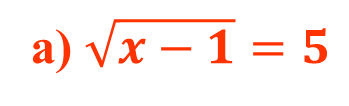 a) √(x − 1) = 5